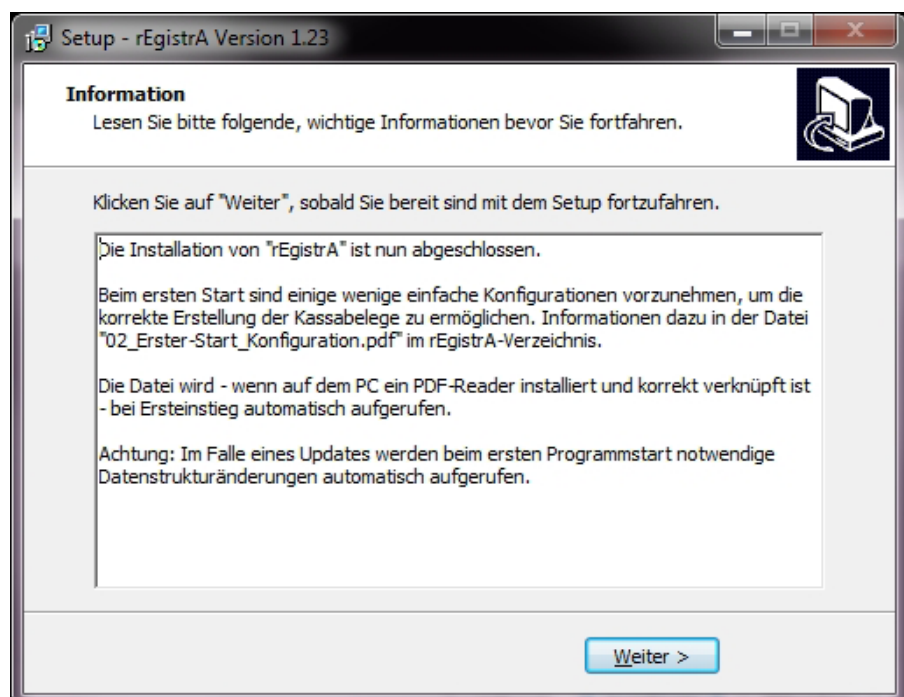 Setup - rEgistrA Version 1.23
Information
Lesen Sie bitte folgende, wichtige Informationen bevor Sie fortfahren.
Klicken Sie auf "Weiter", sobald Sie bereit sind mit dem Setup fortzufahren.
Die Installation von "rEgistrA" ist nun abgeschlossen.
Beim ersten Start sind einige wenige einfache Konfigurationen vorzunehmen, um die
korrekte Erstellung der Kassabelege zu ermöglichen. Informationen dazu in der Datei
"02_Erster-Start_Konfiguration.pdf" im rEgistrA-Verzeichnis.
Die Datei wird - wenn auf dem PC ein PDF-Reader installiert und korrekt verknüpft ist
- bei Ersteinstieg automatisch aufgerufen.
Achtung: Im Falle eines Updates werden beim ersten Programmstart notwendige
Datenstrukturänderungen automatisch aufgerufen.
Weiter >